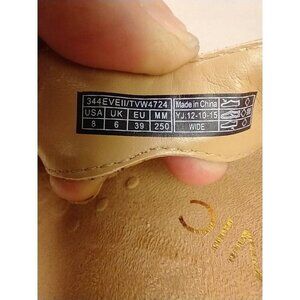 344EVEII/TVW4724 Made in China
USA UK EU MM YJ.12-10-15
8 6 39 250 WIDE